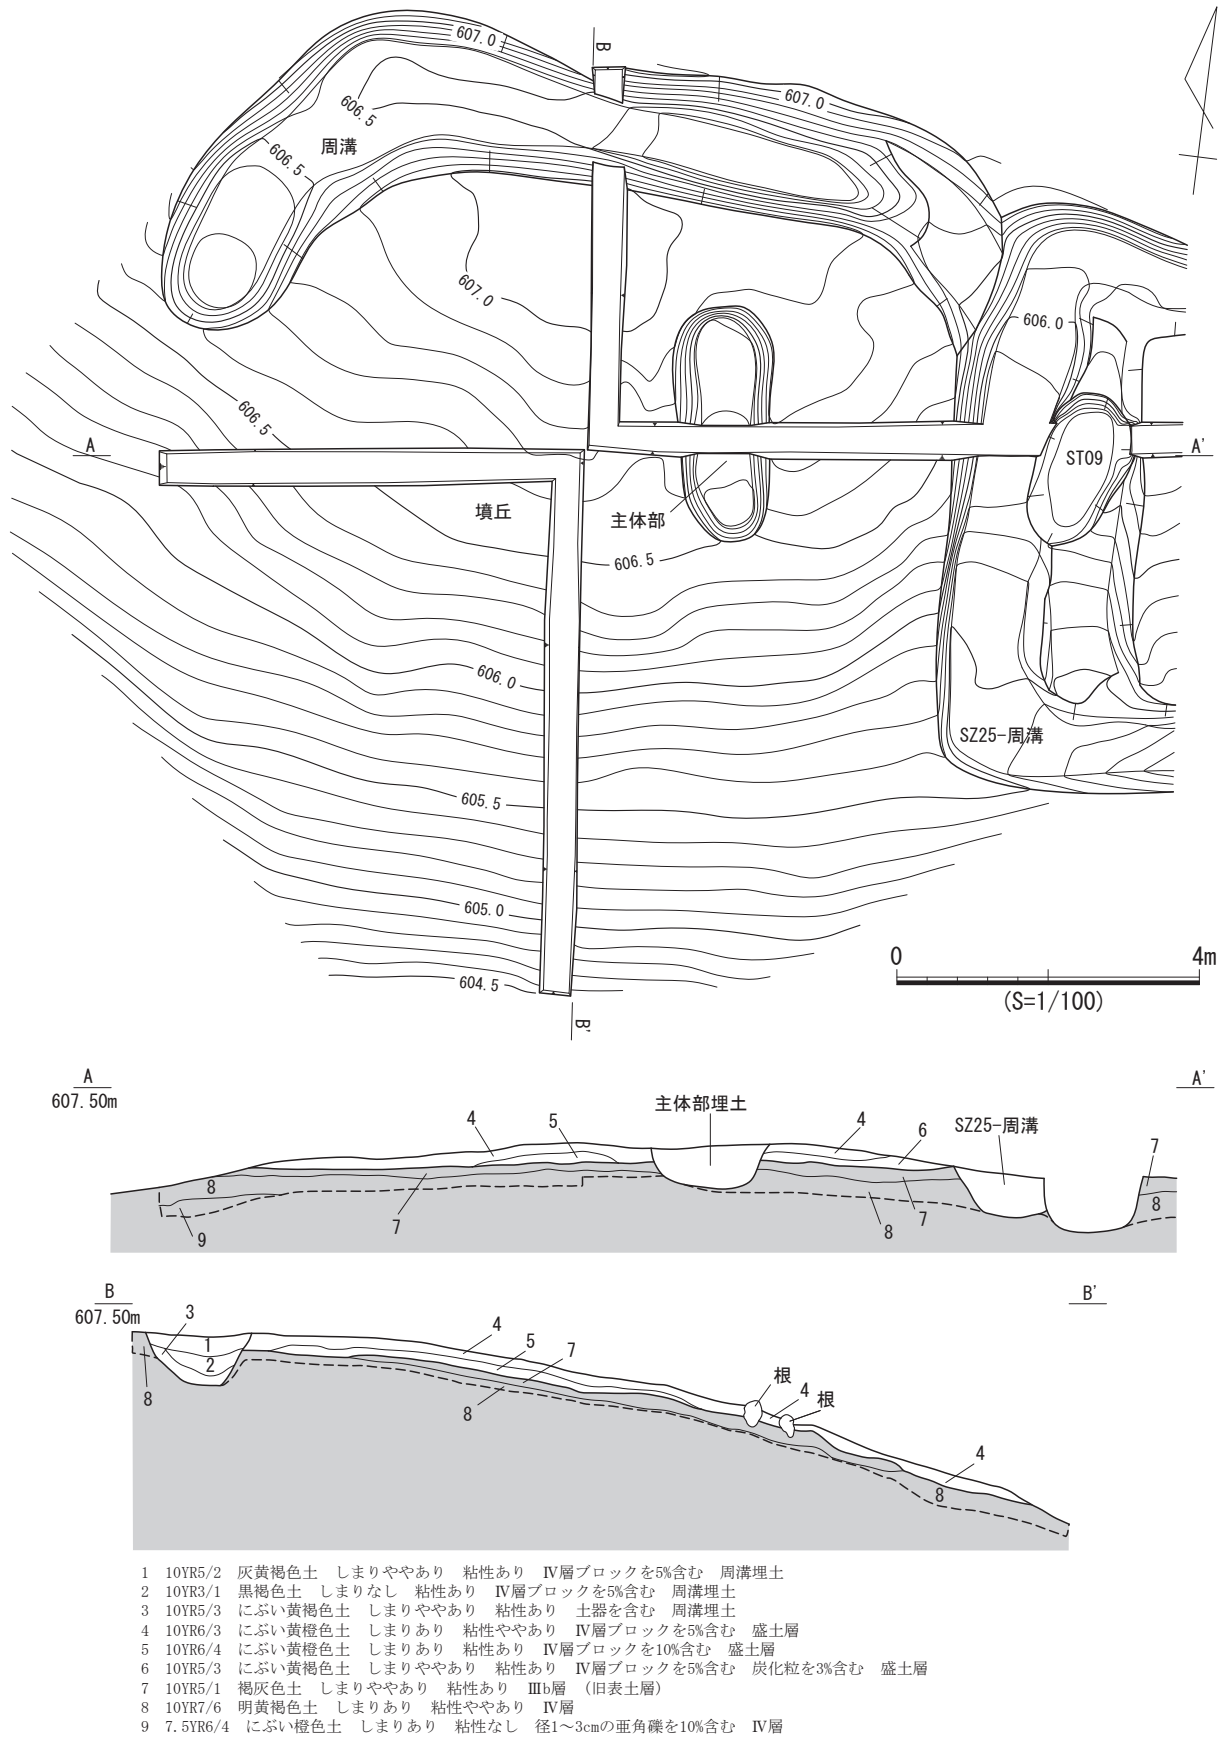 607.0
B
607.0
606.5
周溝
606.5
607.0
606.0
606.5
A
ST09
A'
墳丘
主体部
606.5
606.0
SZ25-周溝
605.5
605.0
604.5
0 4m
(S=1/100)
B'
A
607.50m
A'
主体部埋土
4
5
4
6
SZ25-周溝
7
8
9
7
8
7
8
B
607.50m
B'
3
1
2
8
4
5
7
8
根
4
根
4
8
1 10YR5/2 灰黄褐色土 しまりややあり 粘性あり Ⅳ層ブロックを5%含む 周溝埋土
2 10YR3/1 黒褐色土 しまりなし 粘性あり Ⅳ層ブロックを5%含む 周溝埋土
3 10YR5/3 にぶい黄褐色土 しまりややあり 粘性あり 土器を含む 周溝埋土
4 10YR6/3 にぶい黄橙色土 しまりあり 粘性ややあり Ⅳ層ブロックを5%含む 盛土層
5 10YR6/4 にぶい黄橙色土 しまりあり 粘性あり Ⅳ層ブロックを10%含む 盛土層
6 10YR5/3 にぶい黄褐色土 しまりややあり 粘性あり Ⅳ層ブロックを5%含む 炭化粒を3%含む 盛土層
7 10YR5/1 褐灰色土 しまりややあり 粘性あり Ⅲb層 （旧表土層）
8 10YR7/6 明黄褐色土 しまりあり 粘性ややあり Ⅳ層
9 7.5YR6/4 にぶい橙色土 しまりあり 粘性なし 径1～3cmの亜角礫を10%含む Ⅳ層